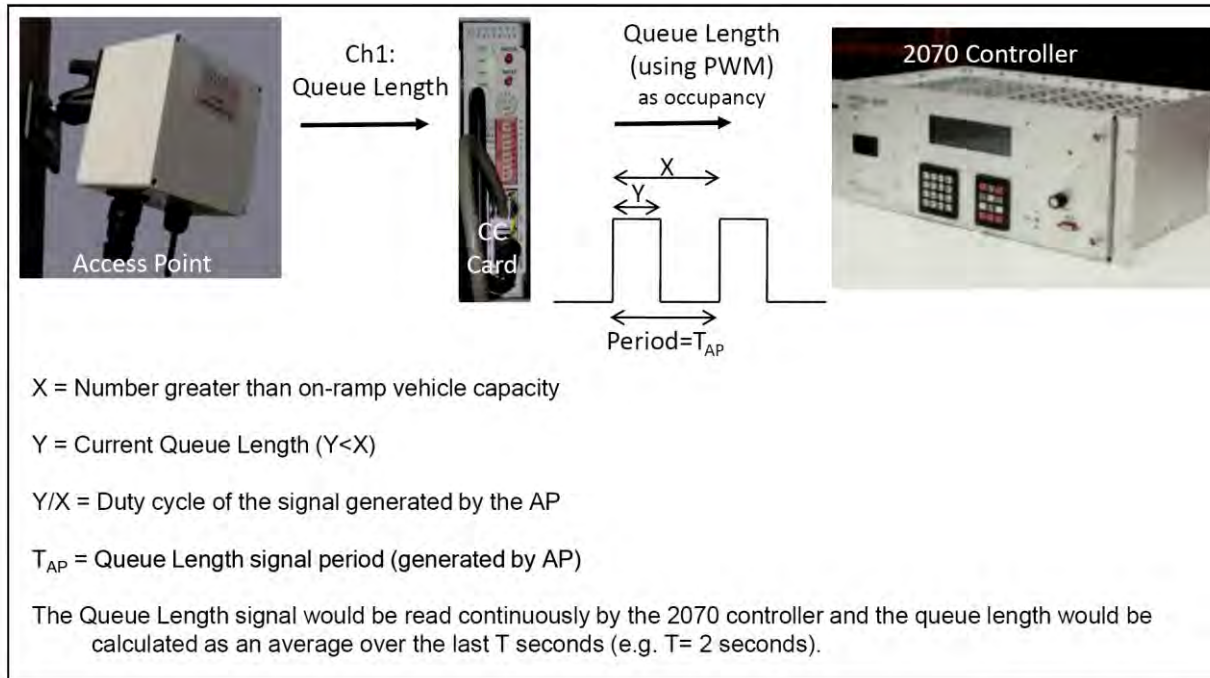 Ch1:
Queue Length
Queue Length
(using PWM)
as occupancy
2070 Controller
X
Y
Access Point
CC
Card
Period=T_AP
X = Number greater than on-ramp vehicle capacity
Y = Current Queue Length (Y<X)
Y/X = Duty cycle of the signal generated by the AP
T_AP = Queue Length signal period (generated by AP)
The Queue Length signal would be read continuously by the 2070 controller and the queue length would be
calculated as an average over the last T seconds (e.g. T= 2 seconds).